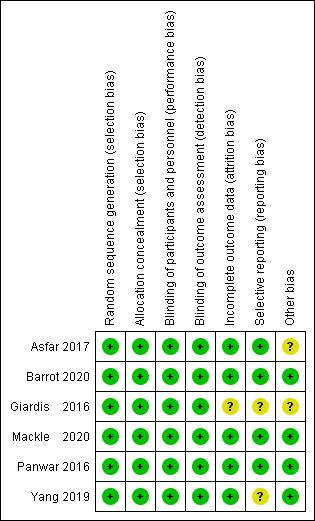 Random sequence generation (selection bias)
Allocation concealment (selection bias)
Blinding of participants and personnel (performance bias)
Blinding of outcome assessment (detection bias)
Incomplete outcome data (attrition bias)
Selective reporting (reporting bias)
Other bias
Asfar 2017 + + + + + + ?
Barrot 2020 + + + + + + +
Giardis 2016 + + + + ? ? ?
Mackle 2020 + + + + + + +
Panwar 2016 + + + + + + +
Yang 2019 + + + + + ? +